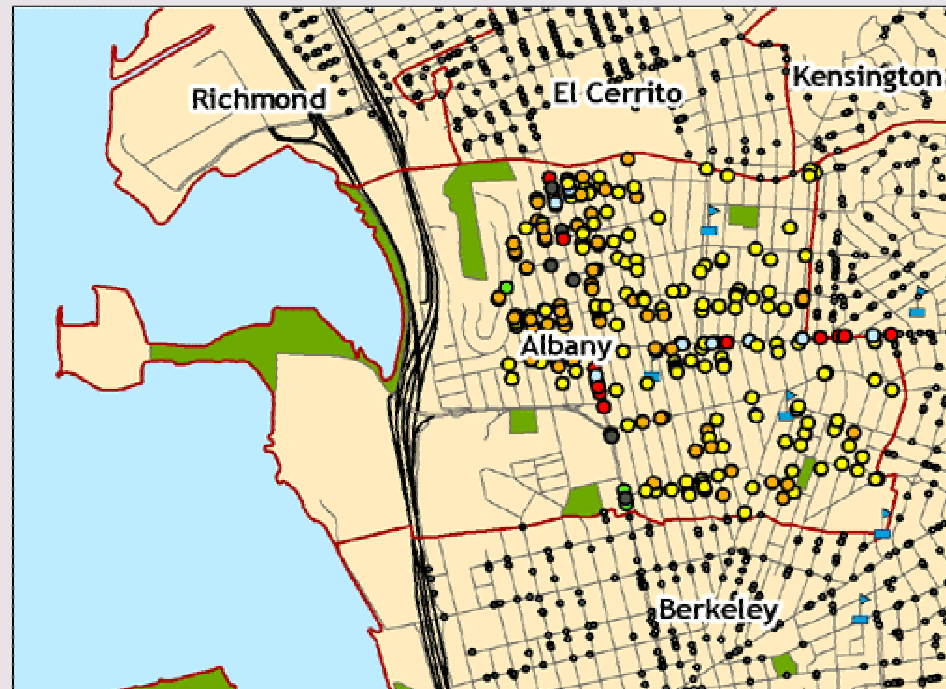 Richmond
El Cerrito
Kensington
Albany
Berkeley